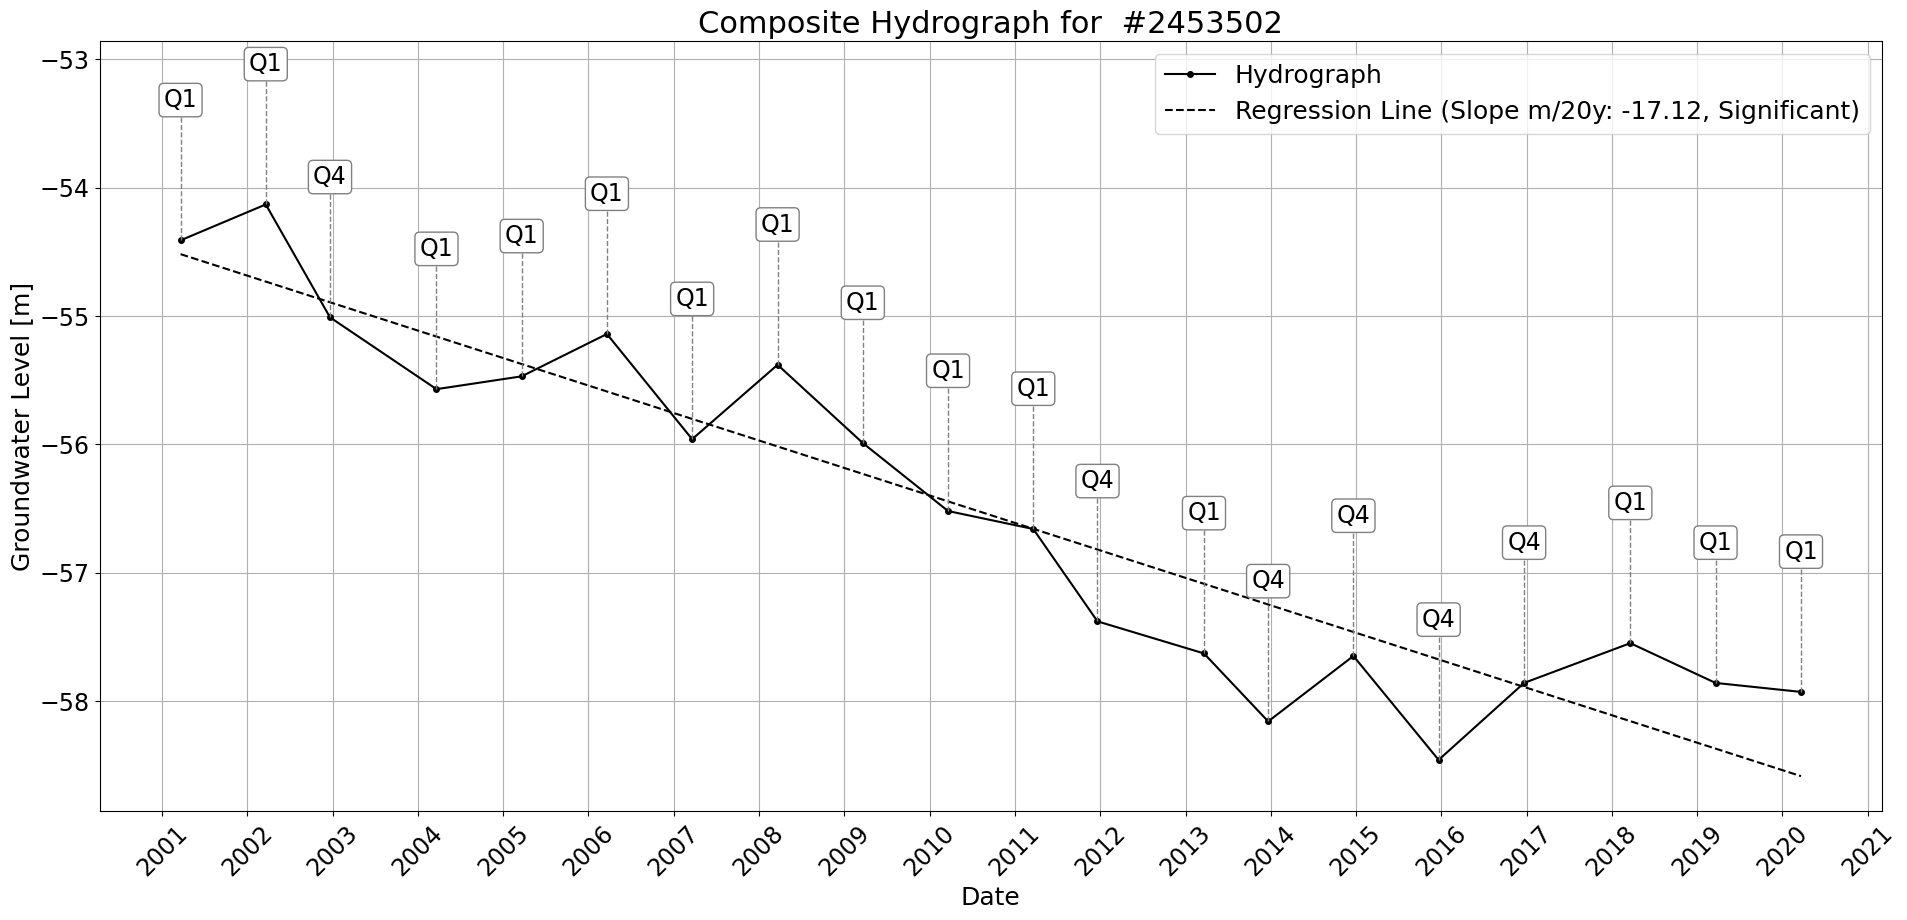 Composite Hydrograph for  #2453502
Hydrograph
Regression Line (Slope m/20y: -17.12, Significant)
Groundwater Level [m]
−53
−54
−55
−56
−57
−58
Q1
Q1
Q4
Q1
Q1
Q1
Q1
Q1
Q1
Q1
Q1
Q4
Q1
Q4
Q4
Q4
Q4
Q1
Q1
Q1
2001
2002
2003
2004
2005
2006
2007
2008
2009
2010
2011
2012
2013
2014
2015
2016
2017
2018
2019
2020
2021
Date